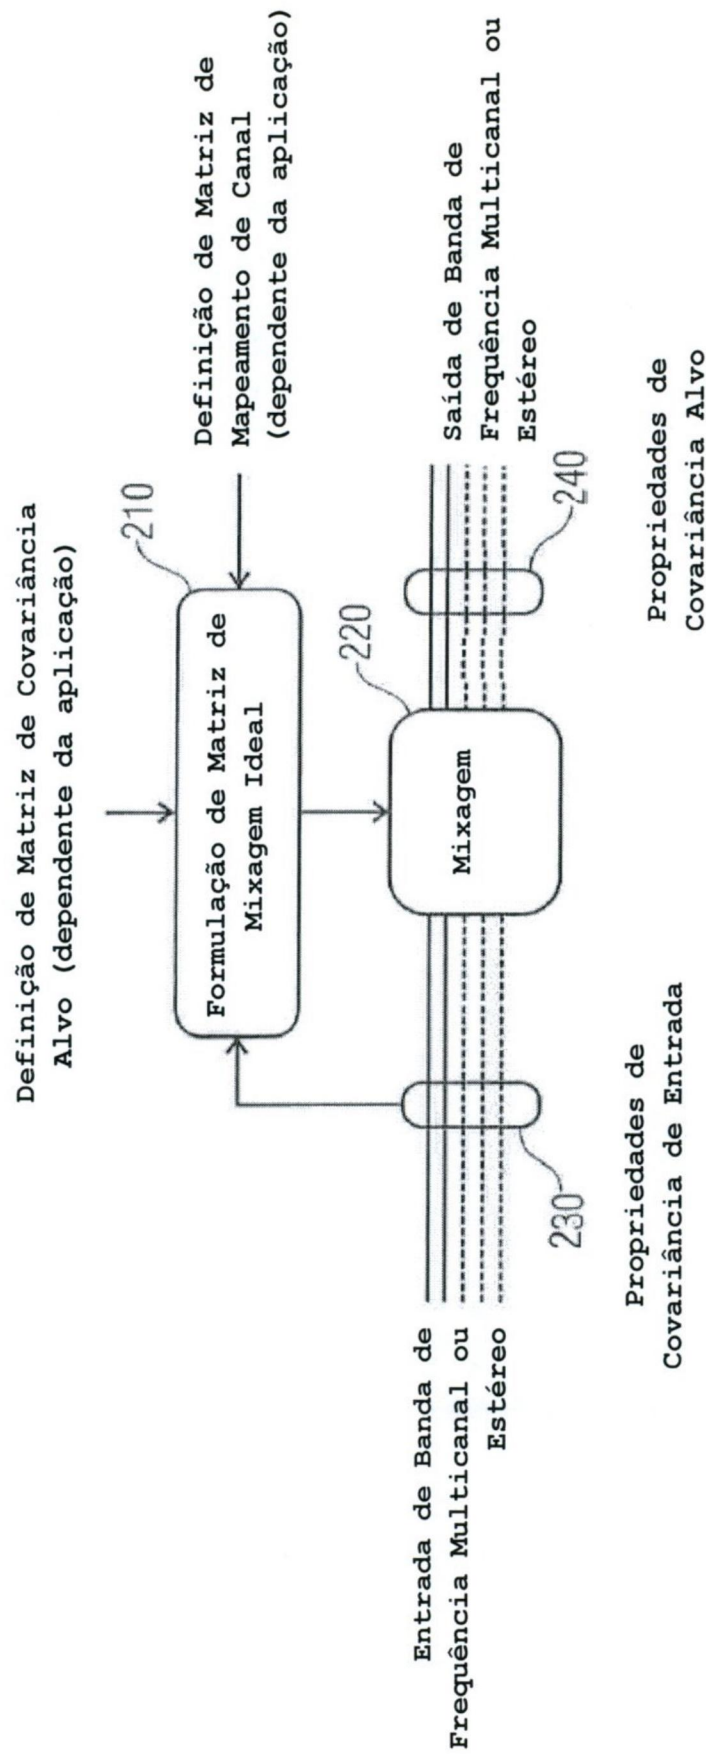 Definição de Matriz de Covariância
Alvo (dependente da aplicação)
210
Formulação de Matriz de
Mixagem Ideal
Definição de Matriz de
Mapeamento de Canal
(dependente da aplicação)
220
Mixagem
Entrada de Banda de
Frequência Multicanal ou
Estéreo
230
Propriedades de
Covariância de Entrada
Saída de Banda de
Frequência Multicanal ou
Estéreo
240
Propriedades de
Covariância Alvo